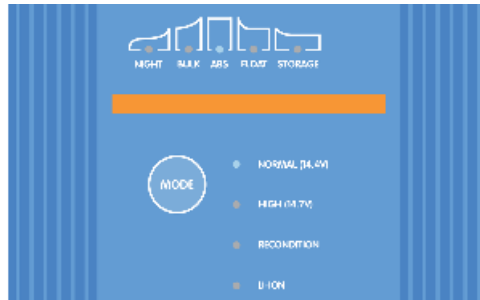 NIGHT BULK ABS FLOAT STORAGE
NORMAL (14.4V)
MODE
HIGH (14.7V)
RECONDITION
LI-ION